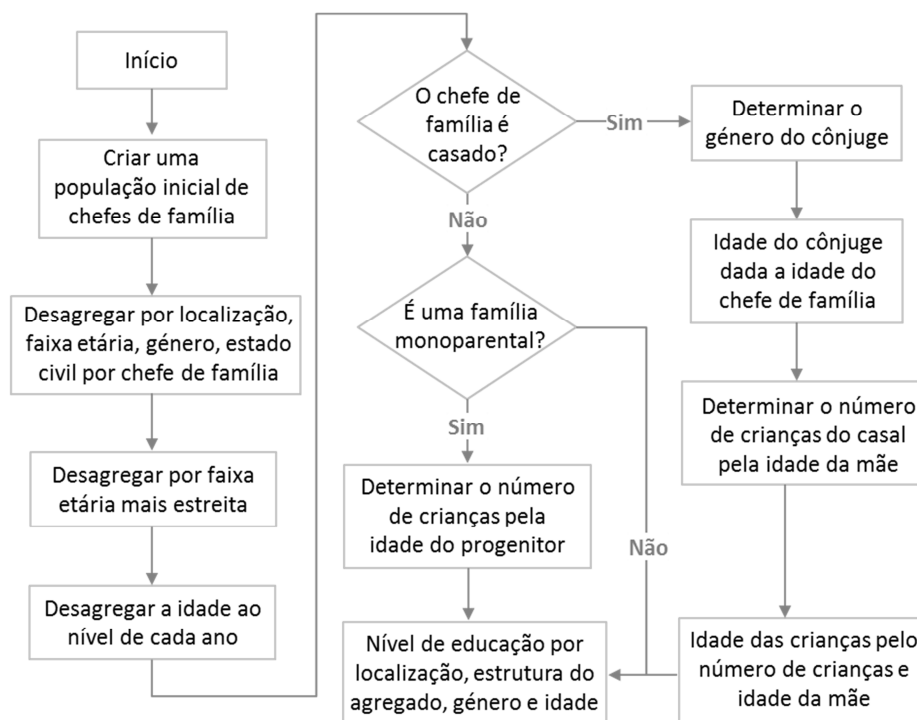 Início
Criar uma
população inicial de
chefes de família
Desagregar por localização,
faixa etária, género, estado
civil por chefe de família
Desagregar por faixa
etária mais estreita
Desagregar a idade ao
nível de cada ano
O chefe de
família é
casado?
Sim
Não
É uma família
monoparental?
Sim
Não
Determinar o número
de crianças pela
idade do progenitor
Nível de educação por
localização, estrutura do
agregado, género e idade
Determinar o
género do cônjuge
Idade do cônjuge
dada a idade do
chefe de família
Determinar o número
de crianças do casal
pela idade da mãe
Idade das crianças pelo
número de crianças e
idade da mãe